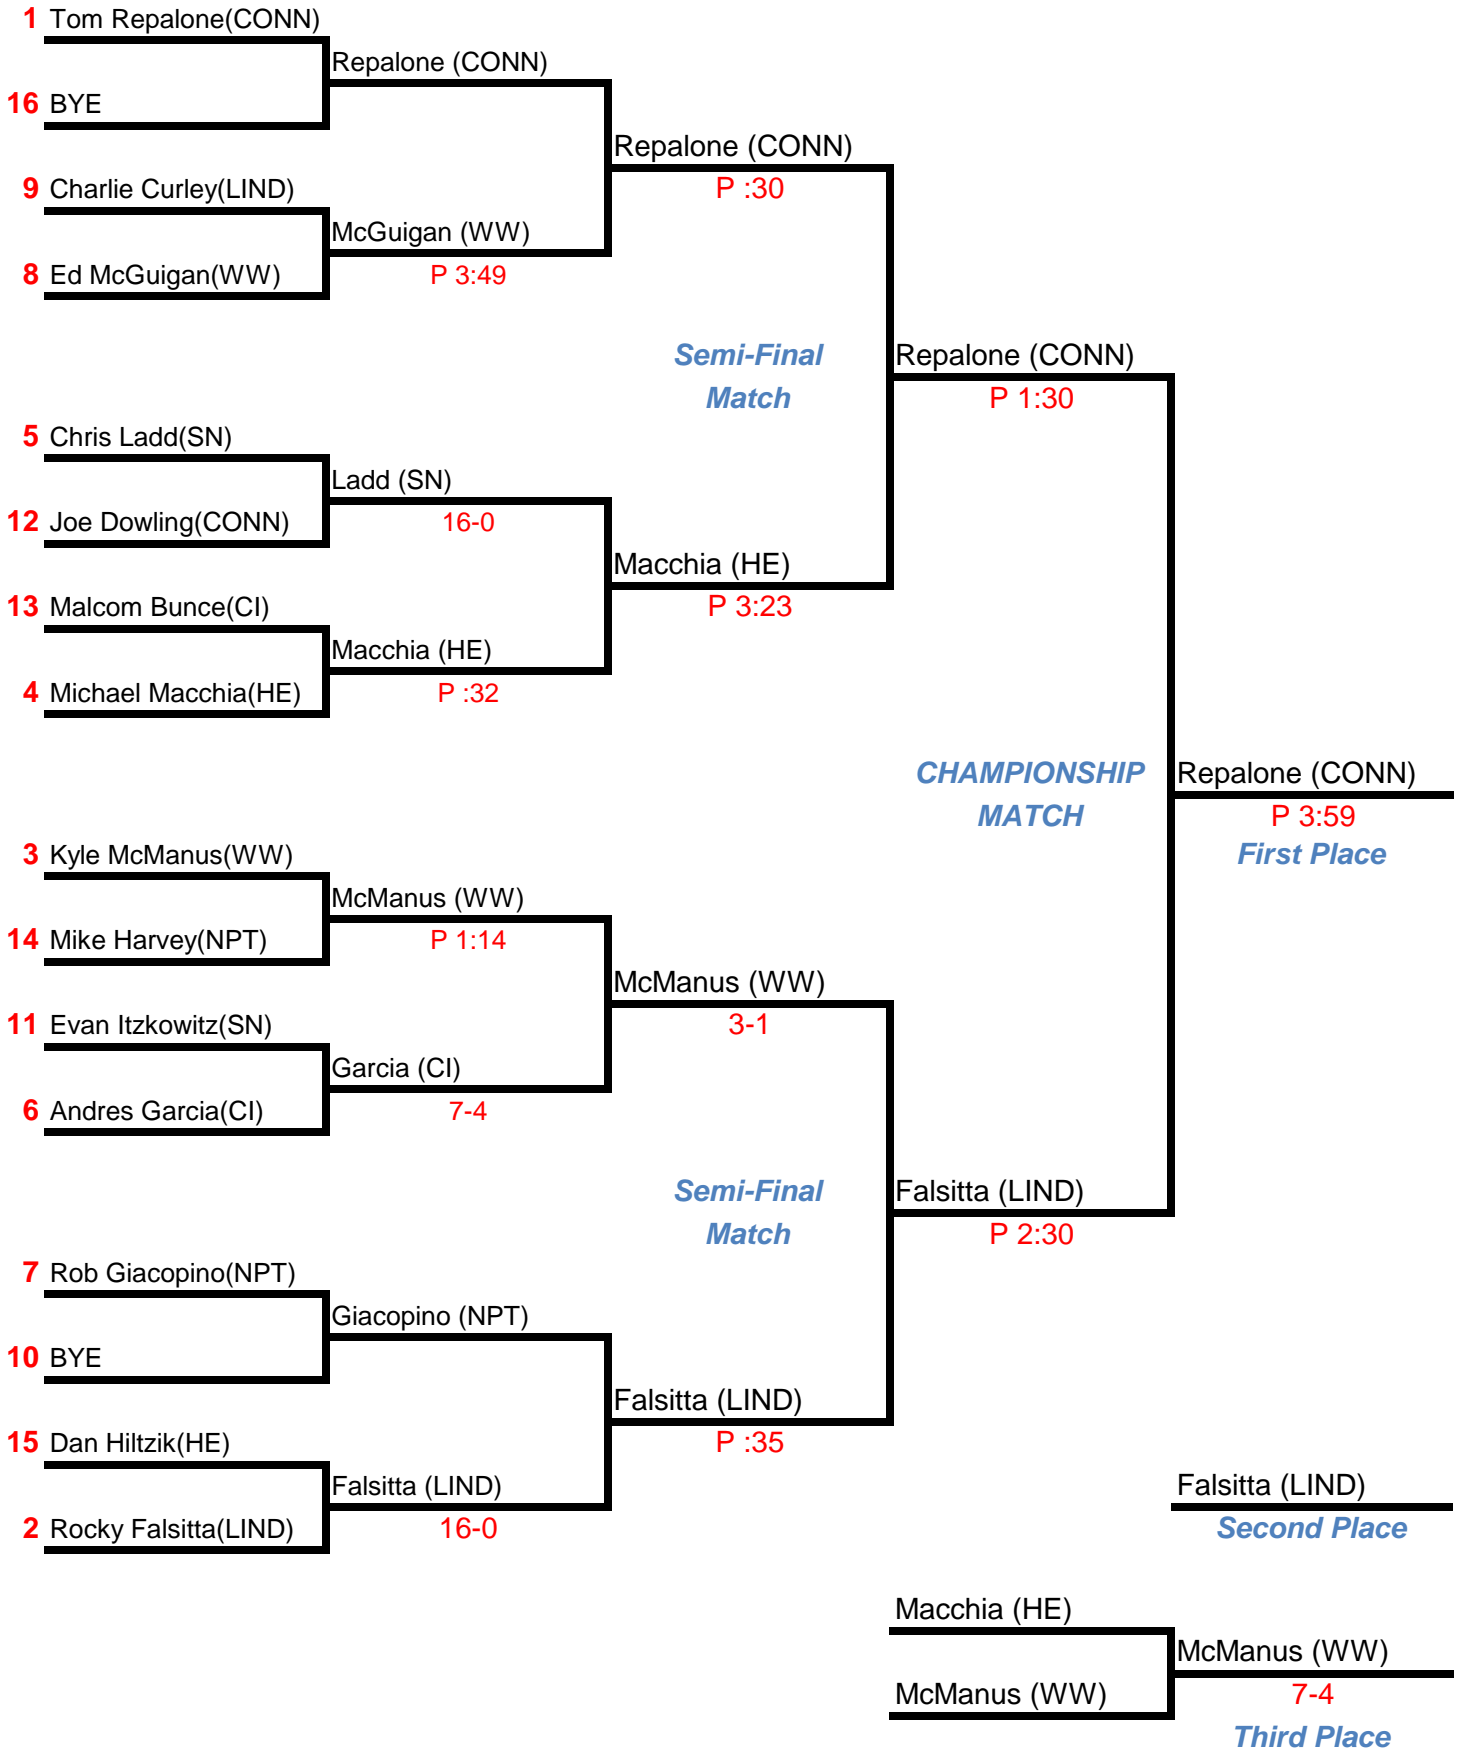 1 Tom Repalone(CONN)
Repalone (CONN)
16 BYE
Repalone (CONN)
P :30
9 Charlie Curley(LIND)
McGuigan (WW)
P 3:49
8 Ed McGuigan(WW)
Semi-Final
Match
Repalone (CONN)
P 1:30
5 Chris Ladd(SN)
Ladd (SN)
16-0
12 Joe Dowling(CONN)
Macchia (HE)
P 3:23
13 Malcom Bunce(CI)
Macchia (HE)
P :32
4 Michael Macchia(HE)
CHAMPIONSHIP
MATCH
Repalone (CONN)
P 3:59
First Place
3 Kyle McManus(WW)
McManus (WW)
P 1:14
14 Mike Harvey(NPT)
McManus (WW)
3-1
11 Evan Itzkowitz(SN)
Garcia (CI)
7-4
6 Andres Garcia(CI)
Semi-Final
Match
Falsitta (LIND)
P 2:30
7 Rob Giacopino(NPT)
Giacopino (NPT)
10 BYE
Falsitta (LIND)
P :35
15 Dan Hiltzik(HE)
Falsitta (LIND)
16-0
2 Rocky Falsitta(LIND)
Falsitta (LIND)
Second Place
Macchia (HE)
McManus (WW)
McManus (WW)
7-4
Third Place